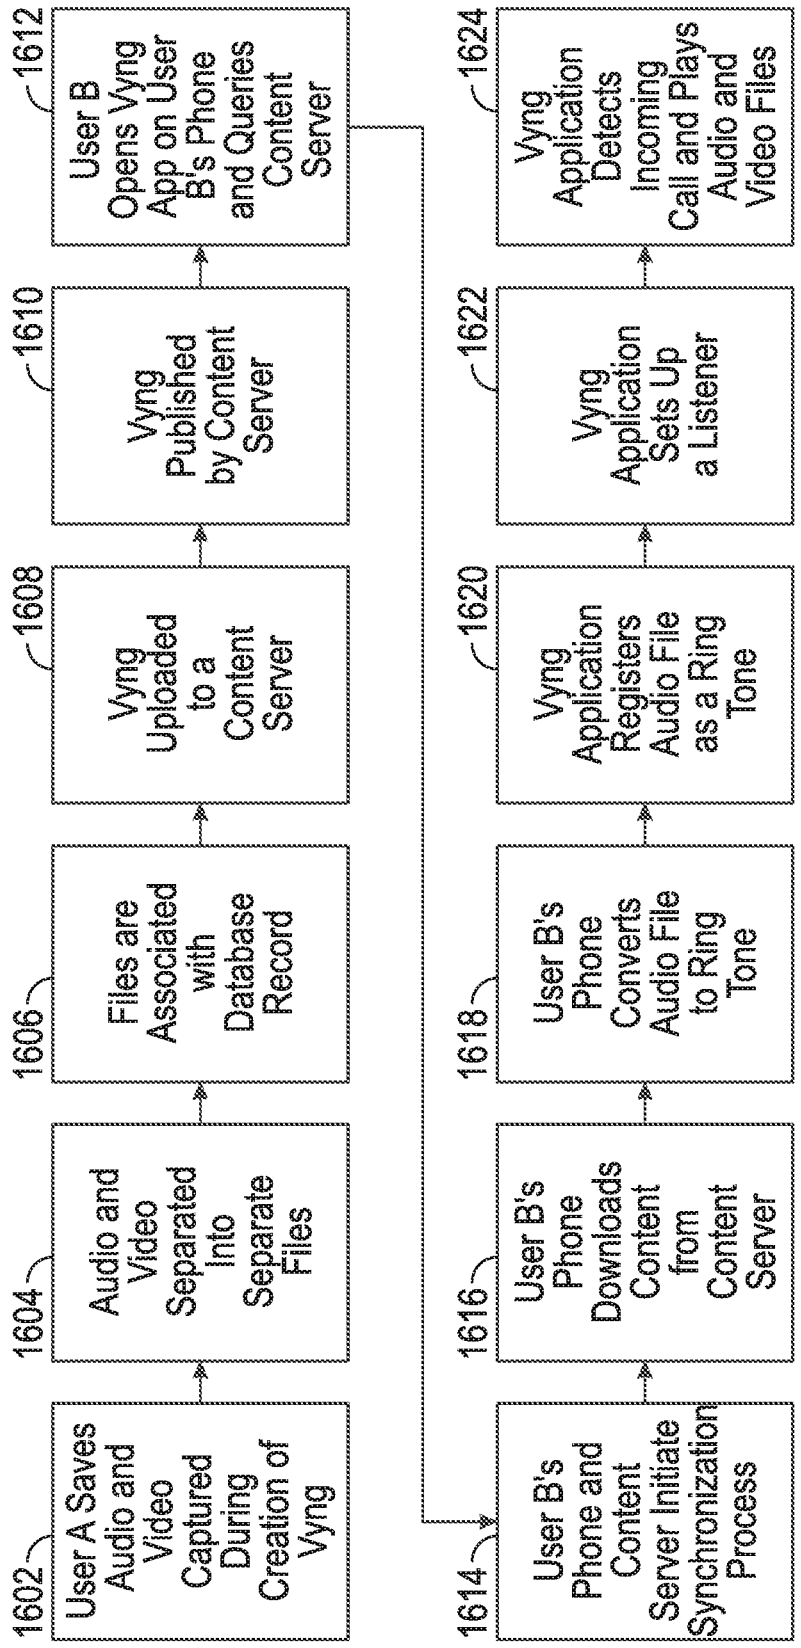 1602
User A Saves
Audio and
Video
Captured
During
Creation of
Vyng
1604
Audio and
Video
Separated
Into
Separate
Files
1606
Files are
Associated
with
Database
Record
1608
Vyng
Uploaded
to a
Content
Server
1610
Vyng
Published
by Content
Server
1612
User B
Opens Vyng
App on User
B's Phone
and Queries
Content
Server
1614
User B's
Phone and
Content
Server Initiate
Synchronization
Process
1616
User B's
Phone
Downloads
Content
from
Content
Server
1618
User B's
Phone
Converts
Audio File
to Ring
Tone
1620
Vyng
Application
Registers
Audio File
as a Ring
Tone
1622
Vyng
Application
Sets Up
a Listener
1624
Vyng
Application
Detects
Incoming
Call and Plays
Audio and
Video Files